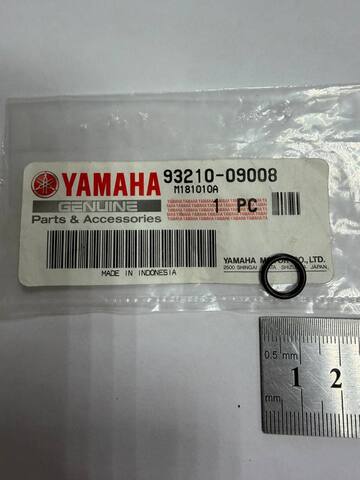 YAMAHA 93210-09008
GENUINE M181010A
Parts & Accessories 1 PC
MADE IN INDONESIA YAMAHA MOTOR CO.,LTD.
2500 SHINGAI IWATA SHIZUOKA JAPAN
0.5 mm 1 2
mm